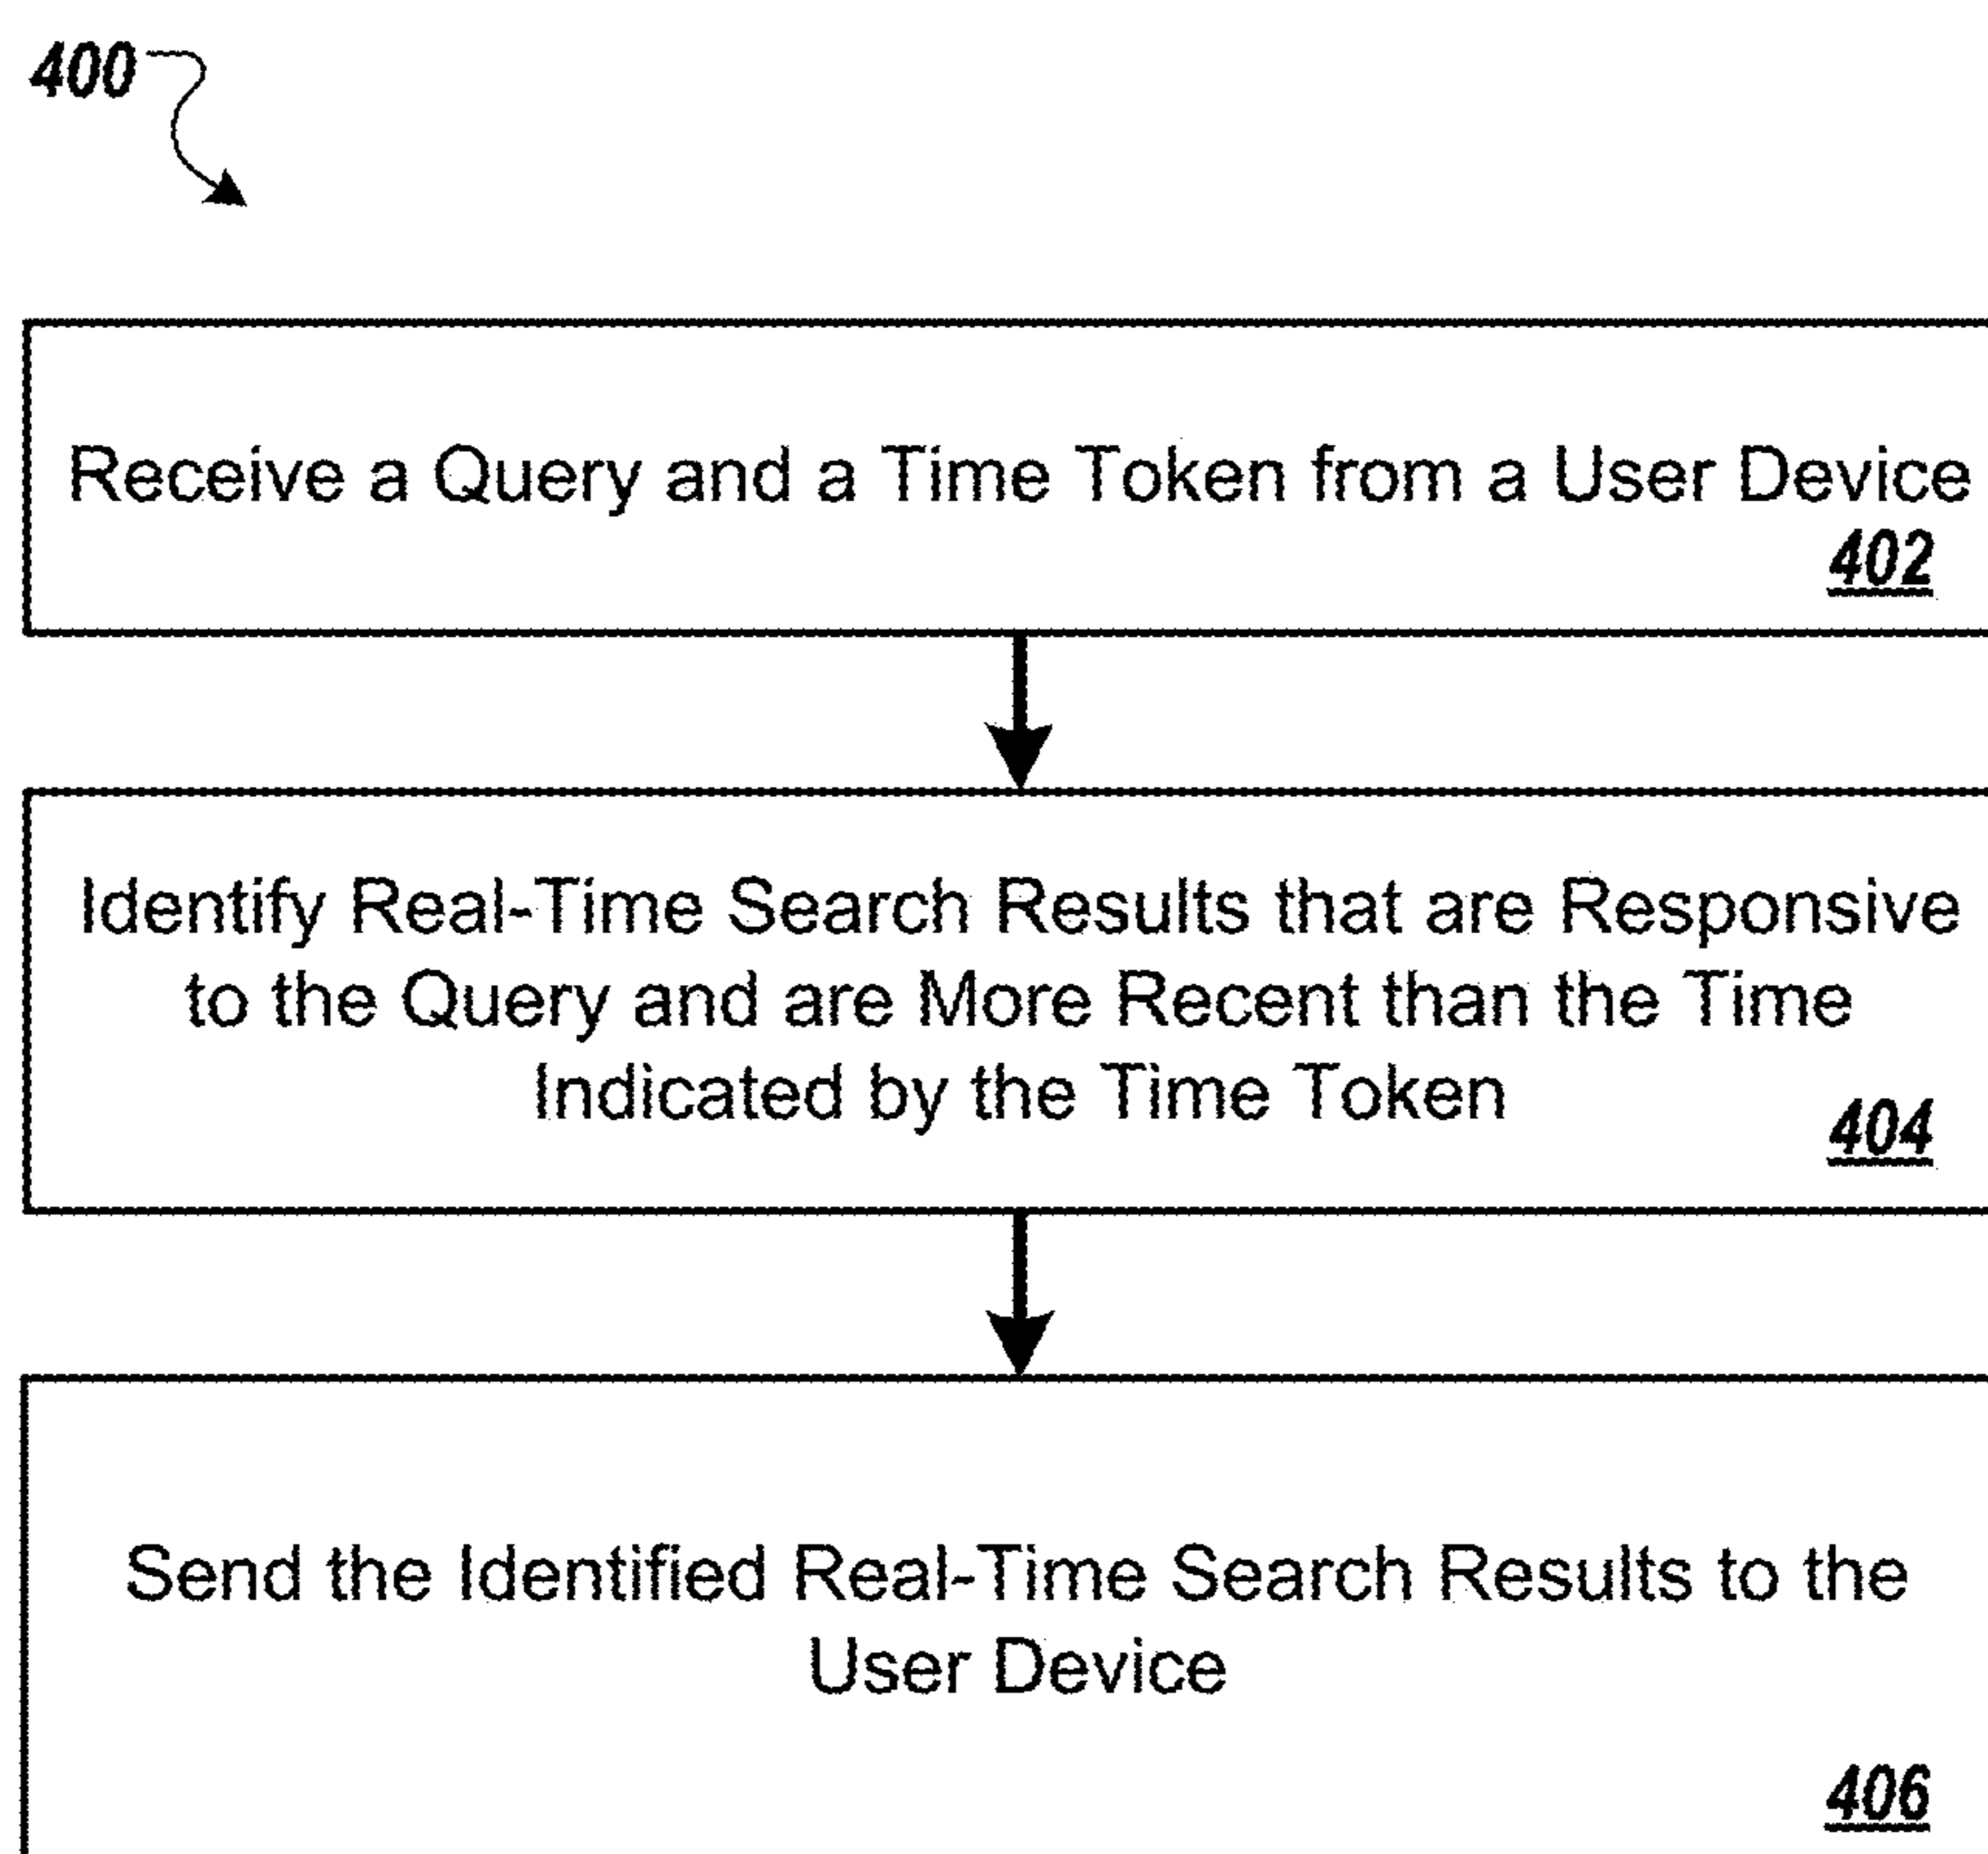 400
Receive a Query and a Time Token from a User Device
402
Identify Real-Time Search Results that are Responsive
to the Query and are More Recent than the Time
Indicated by the Time Token
404
Send the Identified Real-Time Search Results to the
User Device
406